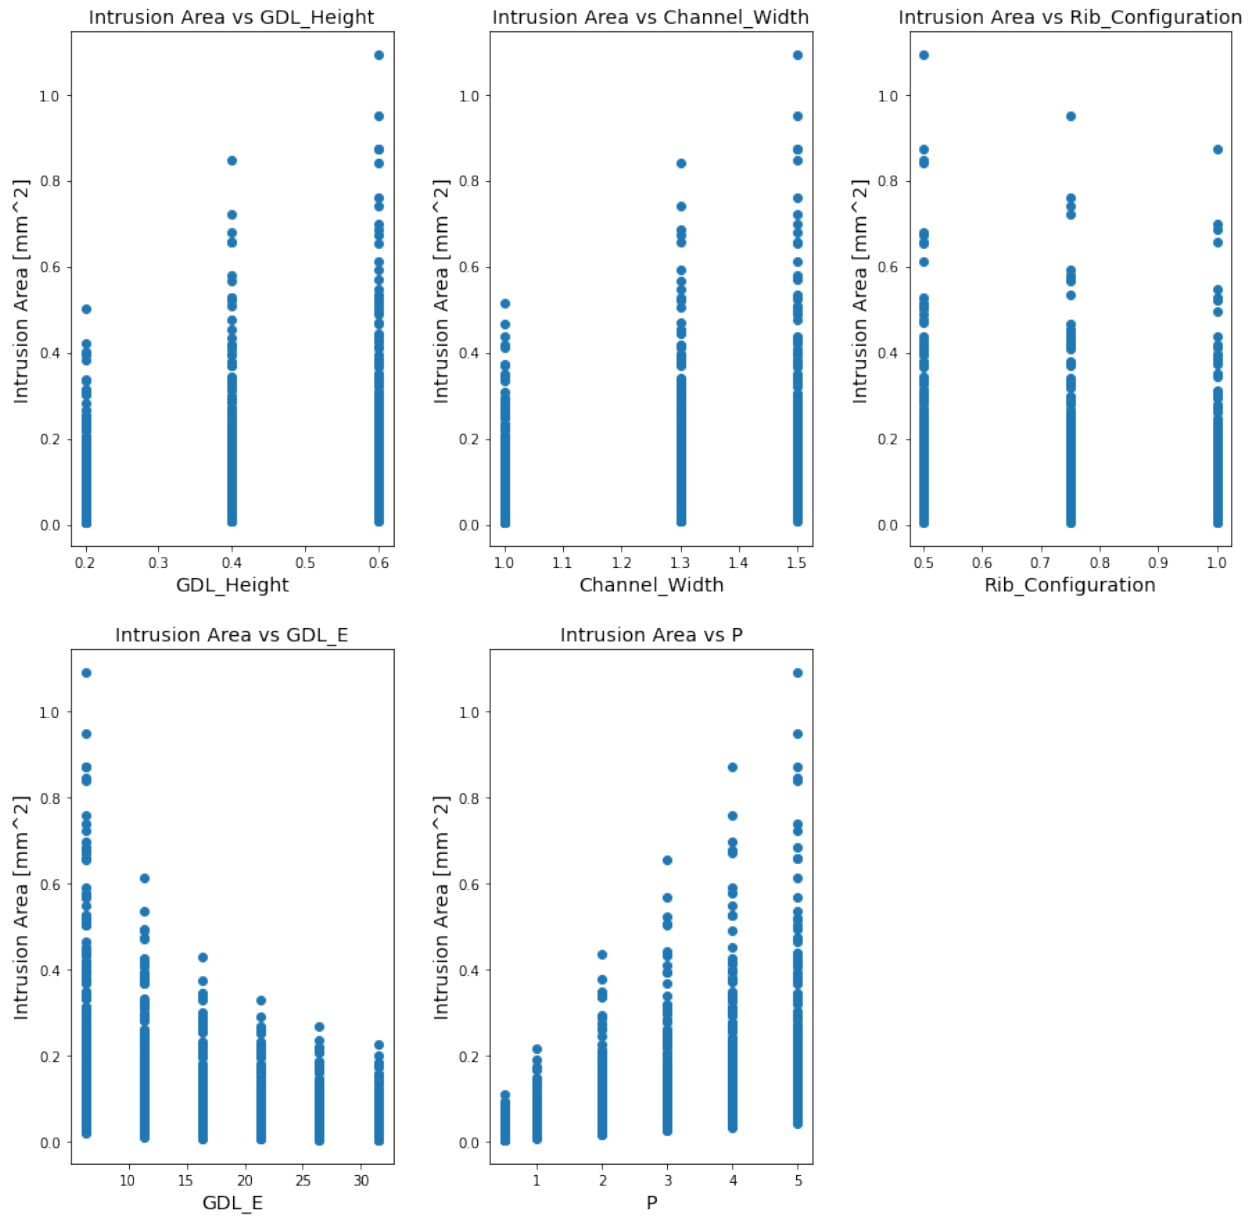 Intrusion Area vs GDL_Height
Intrusion Area [mm^2]
1.0
0.8
0.6
0.4
0.2
0.0
0.2 0.3 0.4 0.5 0.6
GDL_Height
Intrusion Area vs Channel_Width
Intrusion Area [mm^2]
1.0
0.8
0.6
0.4
0.2
0.0
1.0 1.1 1.2 1.3 1.4 1.5
Channel_Width
Intrusion Area vs Rib_Configuration
Intrusion Area [mm^2]
1.0
0.8
0.6
0.4
0.2
0.0
0.5 0.6 0.7 0.8 0.9 1.0
Rib_Configuration
Intrusion Area vs GDL_E
Intrusion Area [mm^2]
1.0
0.8
0.6
0.4
0.2
0.0
10 15 20 25 30
GDL_E
Intrusion Area vs P
Intrusion Area [mm^2]
1.0
0.8
0.6
0.4
0.2
0.0
1 2 3 4 5
P